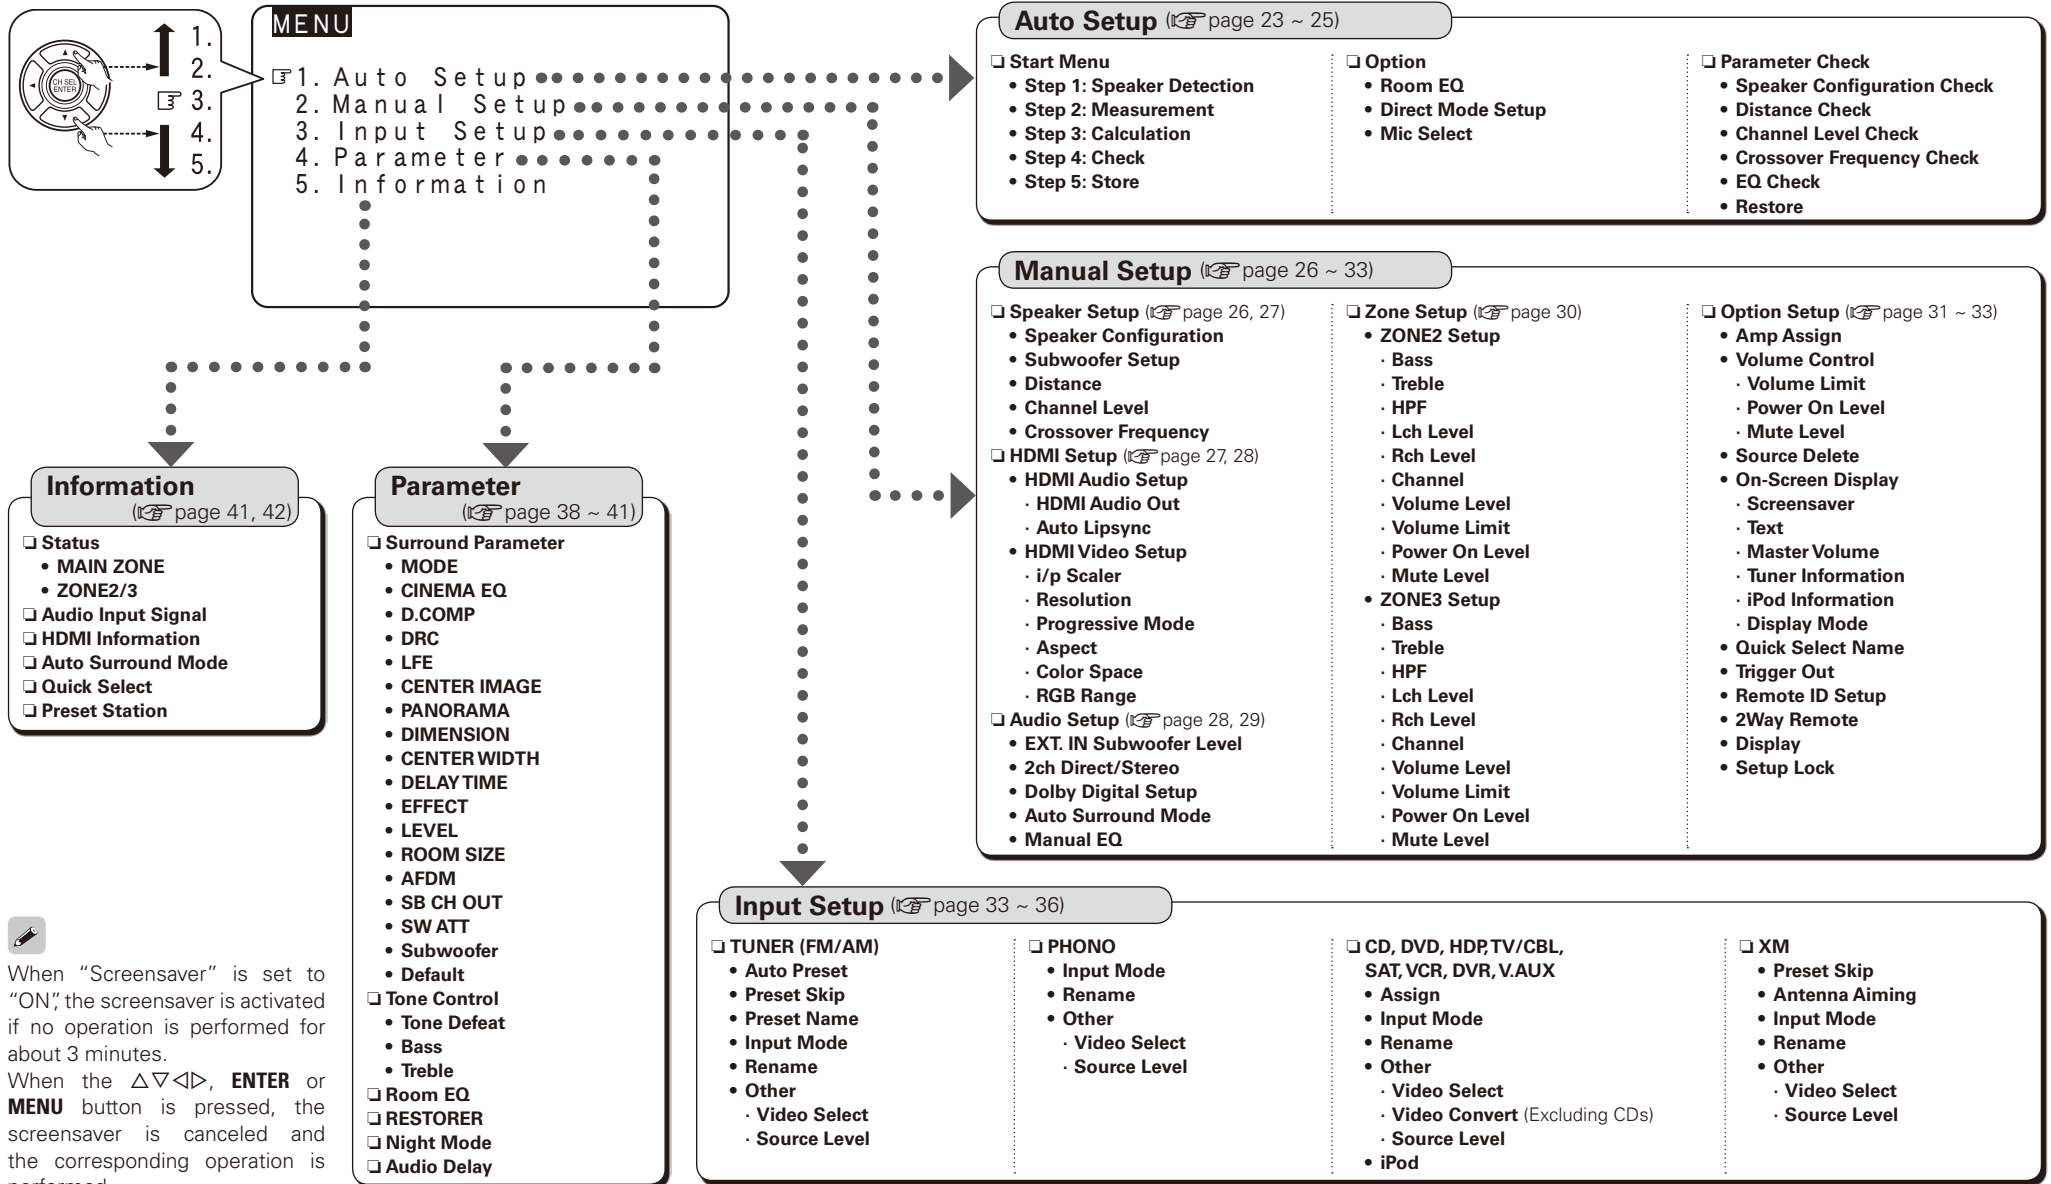 1.
2.
3.
4.
5.
CH SEL
ENTER
MENU
1. Auto Setup
2. Manual Setup
3. Input Setup
4. Parameter
5. Information
Auto Setup (☞page 23 ~ 25)
❏ Start Menu
• Step 1: Speaker Detection
• Step 2: Measurement
• Step 3: Calculation
• Step 4: Check
• Step 5: Store
❏ Option
• Room EQ
• Direct Mode Setup
• Mic Select
❏ Parameter Check
• Speaker Configuration Check
• Distance Check
• Channel Level Check
• Crossover Frequency Check
• EQ Check
• Restore
Manual Setup (☞page 26 ~ 33)
❏ Speaker Setup (☞page 26, 27)
• Speaker Configuration
• Subwoofer Setup
• Distance
• Channel Level
• Crossover Frequency
❏ HDMI Setup (☞page 27, 28)
• HDMI Audio Setup
· HDMI Audio Out
· Auto Lipsync
• HDMI Video Setup
· i/p Scaler
· Resolution
· Progressive Mode
· Aspect
· Color Space
· RGB Range
❏ Audio Setup (☞page 28, 29)
• EXT. IN Subwoofer Level
• 2ch Direct/Stereo
• Dolby Digital Setup
• Auto Surround Mode
• Manual EQ
❏ Zone Setup (☞page 30)
• ZONE2 Setup
· Bass
· Treble
· HPF
· Lch Level
· Rch Level
· Channel
· Volume Level
· Volume Limit
· Power On Level
· Mute Level
• ZONE3 Setup
· Bass
· Treble
· HPF
· Lch Level
· Rch Level
· Channel
· Volume Level
· Volume Limit
· Power On Level
· Mute Level
❏ Option Setup (☞page 31 ~ 33)
• Amp Assign
• Volume Control
· Volume Limit
· Power On Level
· Mute Level
• Source Delete
• On-Screen Display
· Screensaver
· Text
· Master Volume
· Tuner Information
· iPod Information
· Display Mode
• Quick Select Name
• Trigger Out
• Remote ID Setup
• 2Way Remote
• Display
• Setup Lock
Information
(☞page 41, 42)
❏ Status
• MAIN ZONE
• ZONE2/3
❏ Audio Input Signal
❏ HDMI Information
❏ Auto Surround Mode
❏ Quick Select
❏ Preset Station
Parameter
(☞page 38 ~ 41)
❏ Surround Parameter
• MODE
• CINEMA EQ
• D.COMP
• DRC
• LFE
• CENTER IMAGE
• PANORAMA
• DIMENSION
• CENTER WIDTH
• DELAY TIME
• EFFECT
• LEVEL
• ROOM SIZE
• AFDM
• SB CH OUT
• SW ATT
• Subwoofer
• Default
❏ Tone Control
• Tone Defeat
• Bass
• Treble
❏ Room EQ
❏ RESTORER
❏ Night Mode
❏ Audio Delay
Input Setup (☞page 33 ~ 36)
❏ TUNER (FM/AM)
• Auto Preset
• Preset Skip
• Preset Name
• Input Mode
• Rename
• Other
· Video Select
· Source Level
❏ PHONO
• Input Mode
• Rename
• Other
· Video Select
· Source Level
❏ CD, DVD, HDP, TV/CBL,
SAT, VCR, DVR, V.AUX
• Assign
• Input Mode
• Rename
• Other
· Video Select
· Video Convert (Excluding CDs)
· Source Level
• iPod
❏ XM
• Preset Skip
• Antenna Aiming
• Input Mode
• Rename
• Other
· Video Select
· Source Level
When “Screensaver” is set to
“ON”, the screensaver is activated
if no operation is performed for
about 3 minutes.
When the △▽◁▷, ENTER or
MENU button is pressed, the
screensaver is canceled and
the corresponding operation is